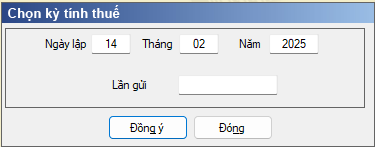 Chọn kỳ tính thuế
Ngày lập 14 Tháng 02 Năm 2025
Lần gửi
Đồng ý Đóng